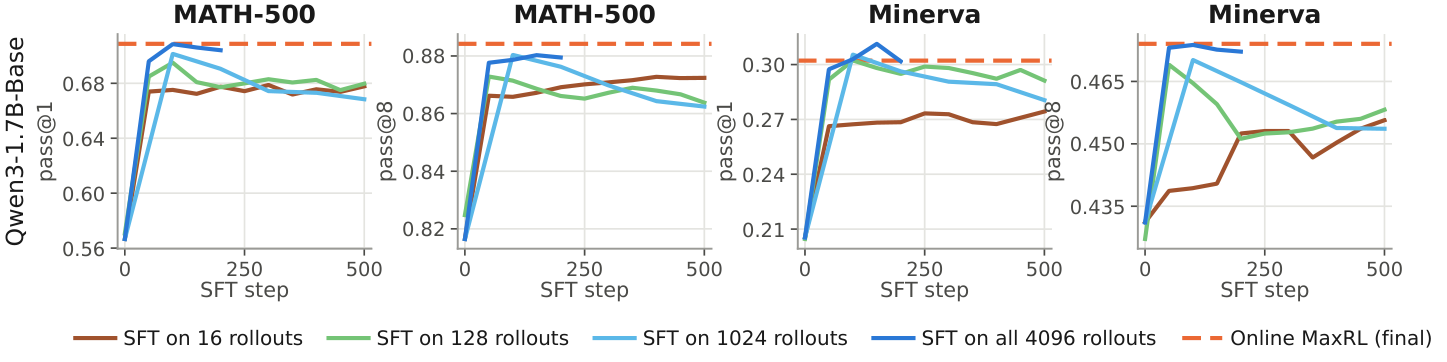 MATH-500
MATH-500
Minerva
Minerva
Qwen3-1.7B-Base
pass@1
0.68
0.64
0.60
0.56
0
250
500
SFT step
pass@8
0.88
0.86
0.84
0.82
0
250
500
SFT step
pass@1
0.30
0.27
0.24
0.21
0
250
500
SFT step
pass@8
0.465
0.450
0.435
0
250
500
SFT step
SFT on 16 rollouts
SFT on 128 rollouts
SFT on 1024 rollouts
SFT on all 4096 rollouts
Online MaxRL (final)